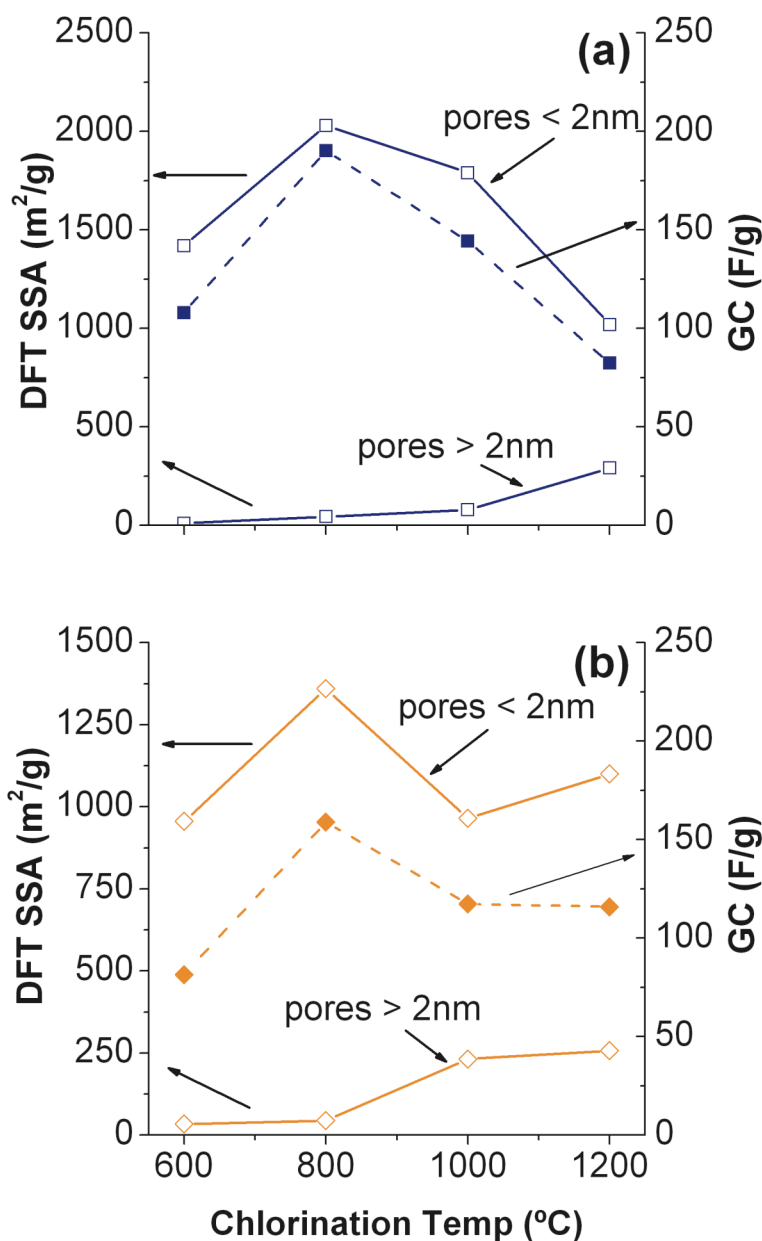 (a)
2500
2000
1500
1000
500
0
DFT SSA (m²/g)
250
200
150
100
50
0
GC (F/g)
pores < 2nm
pores > 2nm
(b)
1500
1250
1000
750
500
250
0
DFT SSA (m²/g)
250
200
150
100
50
0
GC (F/g)
pores < 2nm
pores > 2nm
600 800 1000 1200
Chlorination Temp (ºC)